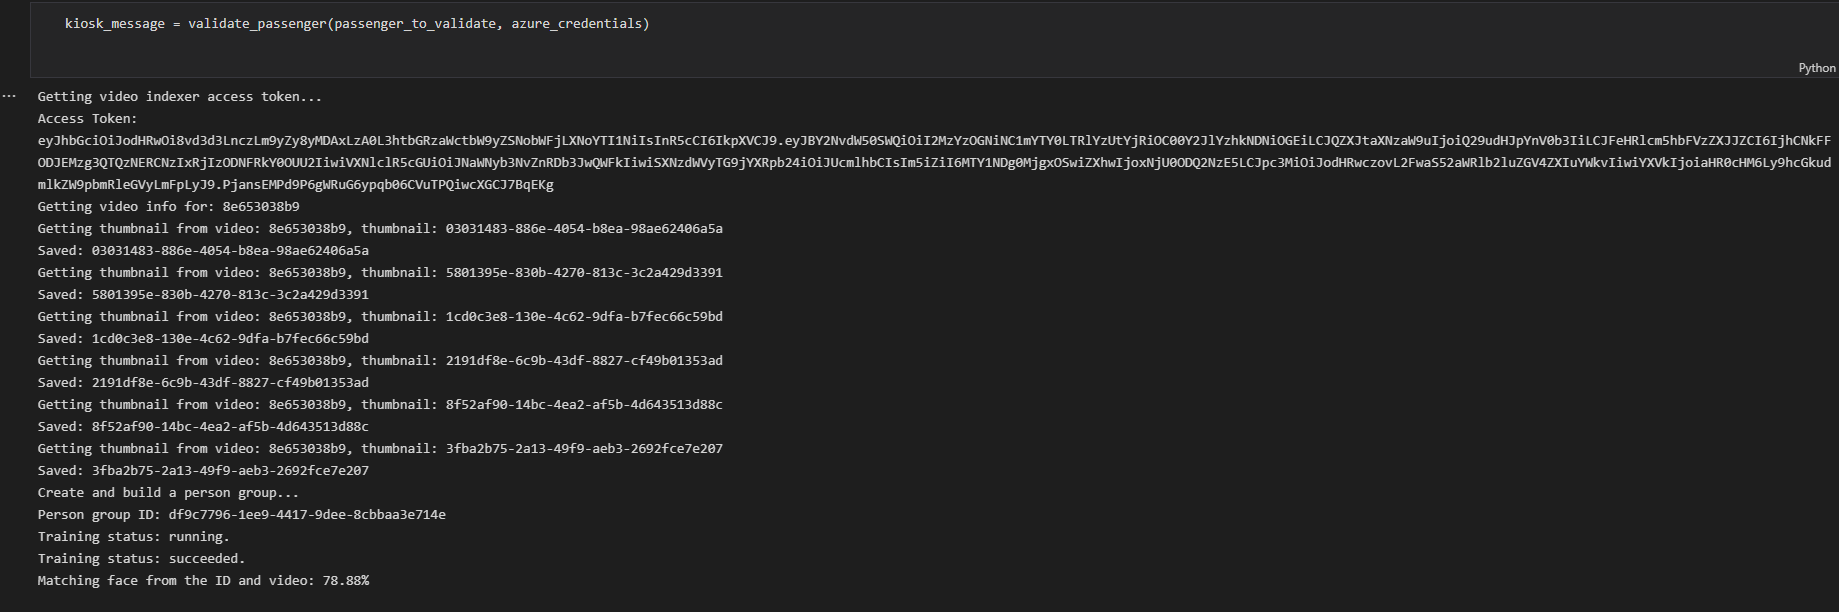 kiosk_message = validate_passenger(passenger_to_validate, azure_credentials)
Python
...
Getting video indexer access token...
Access Token:
eyJhbGciOiJodHRwOi8vd3d3LnczLm9yZy8yMDAxLzA0L3htbGRzaWctbW9yZSNobWFjLXNoYTI1NiIsInR5cCI6IkpXVCJ9.eyJBY2NvdW50SWQiOiI2MzYzOGNiNC1mYTY0LTRlYzUtYjRiOC00Y2JlYzhkNDNiOGEiLCJQZXJtaXNzaW9uIjoiQ29udHJpYnV0b3IiLCJFeHRlcm5hbFVzZXJJZCI6IjhCNkFF
ODJEMzg3QTQzNERCNzIxRjIzODNFRkY0OUU2IiwiVXNlclR5cGUiOiJNaWNyb3NvZnRDb3JwQWFkIiwiSXNzdWVyTG9jYXRpb24iOiJUcmlhbCIsIm5iZiI6MTY1NDg0MjgxOSwiZXhwIjoxNjU0ODQ2NzE5LCJpc3MiOiJodHRwczovL2FwaS52aWRlb2luZGV4ZXIuYWkvIiwiYXVkIjoiaHR0cHM6Ly9hcGkud
mlkZW9pbmRleGVyLmFpLyJ9.PjansEMPd9P6gWRuG6ypqb06CVuTPQiwcXGCJ7BqEKg
Getting video info for: 8e653038b9
Getting thumbnail from video: 8e653038b9, thumbnail: 03031483-886e-4054-b8ea-98ae62406a5a
Saved: 03031483-886e-4054-b8ea-98ae62406a5a
Getting thumbnail from video: 8e653038b9, thumbnail: 5801395e-830b-4270-813c-3c2a429d3391
Saved: 5801395e-830b-4270-813c-3c2a429d3391
Getting thumbnail from video: 8e653038b9, thumbnail: 1cd0c3e8-130e-4c62-9dfa-b7fec66c59bd
Saved: 1cd0c3e8-130e-4c62-9dfa-b7fec66c59bd
Getting thumbnail from video: 8e653038b9, thumbnail: 2191df8e-6c9b-43df-8827-cf49b01353ad
Saved: 2191df8e-6c9b-43df-8827-cf49b01353ad
Getting thumbnail from video: 8e653038b9, thumbnail: 8f52af90-14bc-4ea2-af5b-4d643513d88c
Saved: 8f52af90-14bc-4ea2-af5b-4d643513d88c
Getting thumbnail from video: 8e653038b9, thumbnail: 3fba2b75-2a13-49f9-aeb3-2692fce7e207
Saved: 3fba2b75-2a13-49f9-aeb3-2692fce7e207
Create and build a person group...
Person group ID: df9c7796-1ee9-4417-9dee-8cbbaa3e714e
Training status: running.
Training status: succeeded.
Matching face from the ID and video: 78.88%